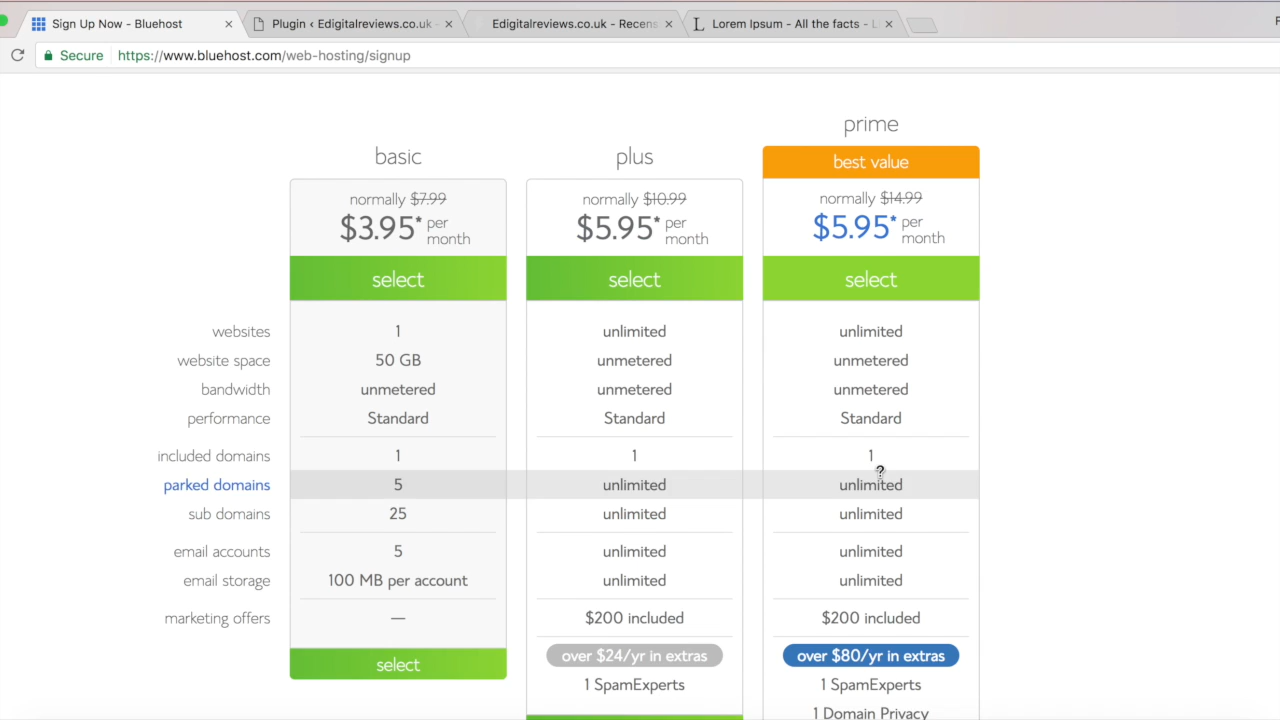 Sign Up Now - Bluehost
Plugin ‹ Edigitalreviews.co.uk -
Edigitalreviews.co.uk - Recens
Lorem Ipsum - All the facts - L
Secure https://www.bluehost.com/web-hosting/signup
prime
basic plus best value
normally $7.99 normally $10.99 normally $14.99
$3.95* per month $5.95* per month $5.95* per month
select select select
websites 1 unlimited unlimited
website space 50 GB unmetered unmetered
bandwidth unmetered unmetered unmetered
performance Standard Standard Standard
included domains 1 1 1
parked domains 5 unlimited unlimited
sub domains 25 unlimited unlimited
email accounts 5 unlimited unlimited
email storage 100 MB per account unlimited unlimited
marketing offers — $200 included $200 included
select over $24/yr in extras over $80/yr in extras
1 SpamExperts 1 SpamExperts
1 Domain Privacy